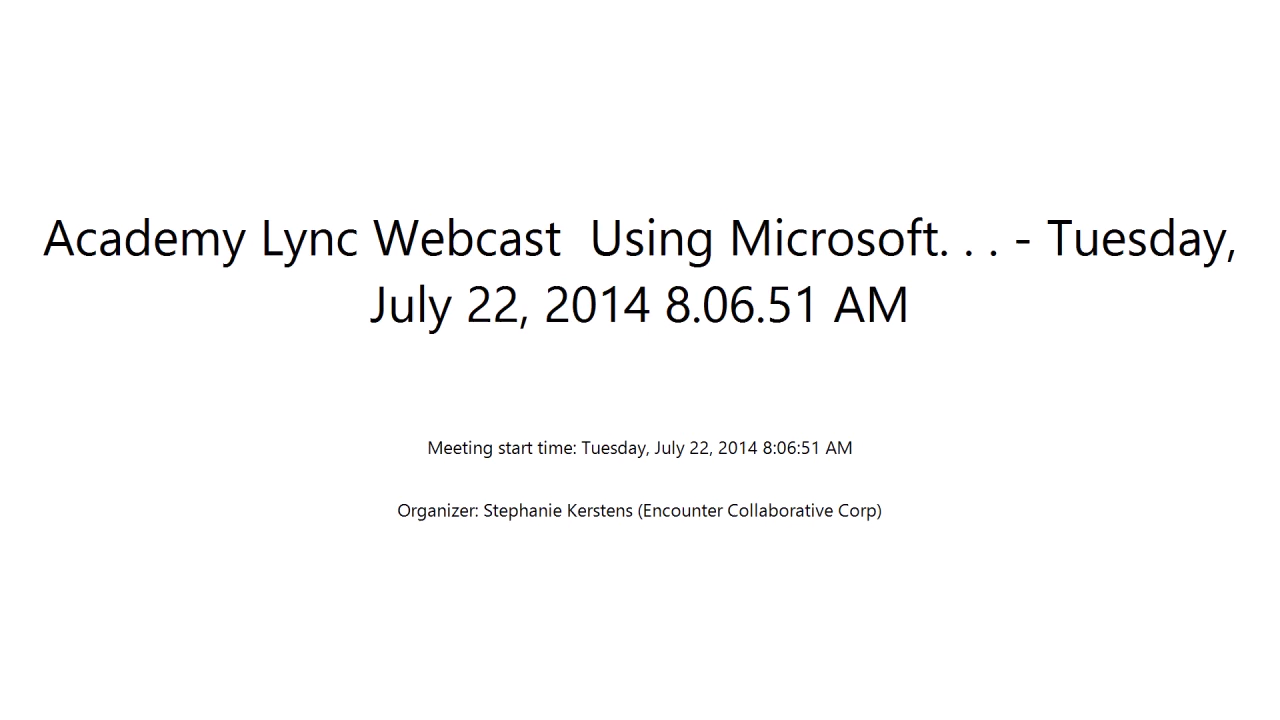 Academy Lync Webcast  Using Microsoft. . . - Tuesday,
July 22, 2014 8.06.51 AM
Meeting start time: Tuesday, July 22, 2014 8:06:51 AM
Organizer: Stephanie Kerstens (Encounter Collaborative Corp)